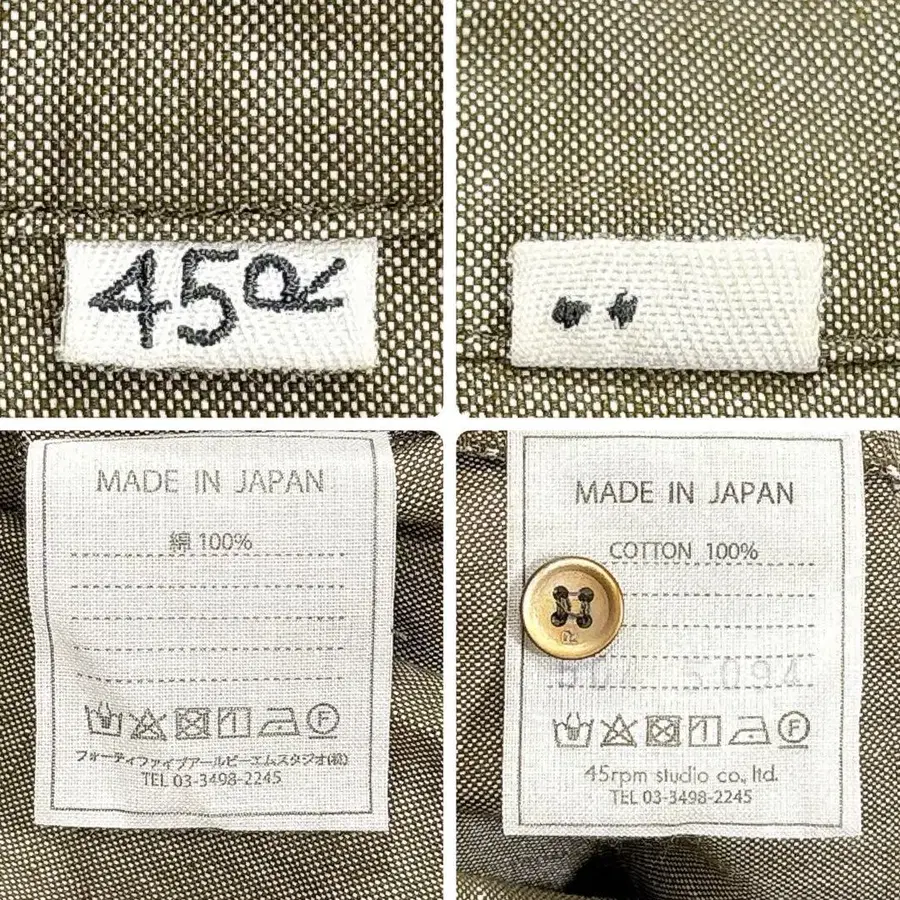 45R
MADE IN JAPAN
綿 100%
フォーティファイブアールピーエムスタジオ(株)
TEL 03-3498-2245
MADE IN JAPAN
COTTON 100%
R
45rpm studio co., ltd.
TEL 03-3498-2245